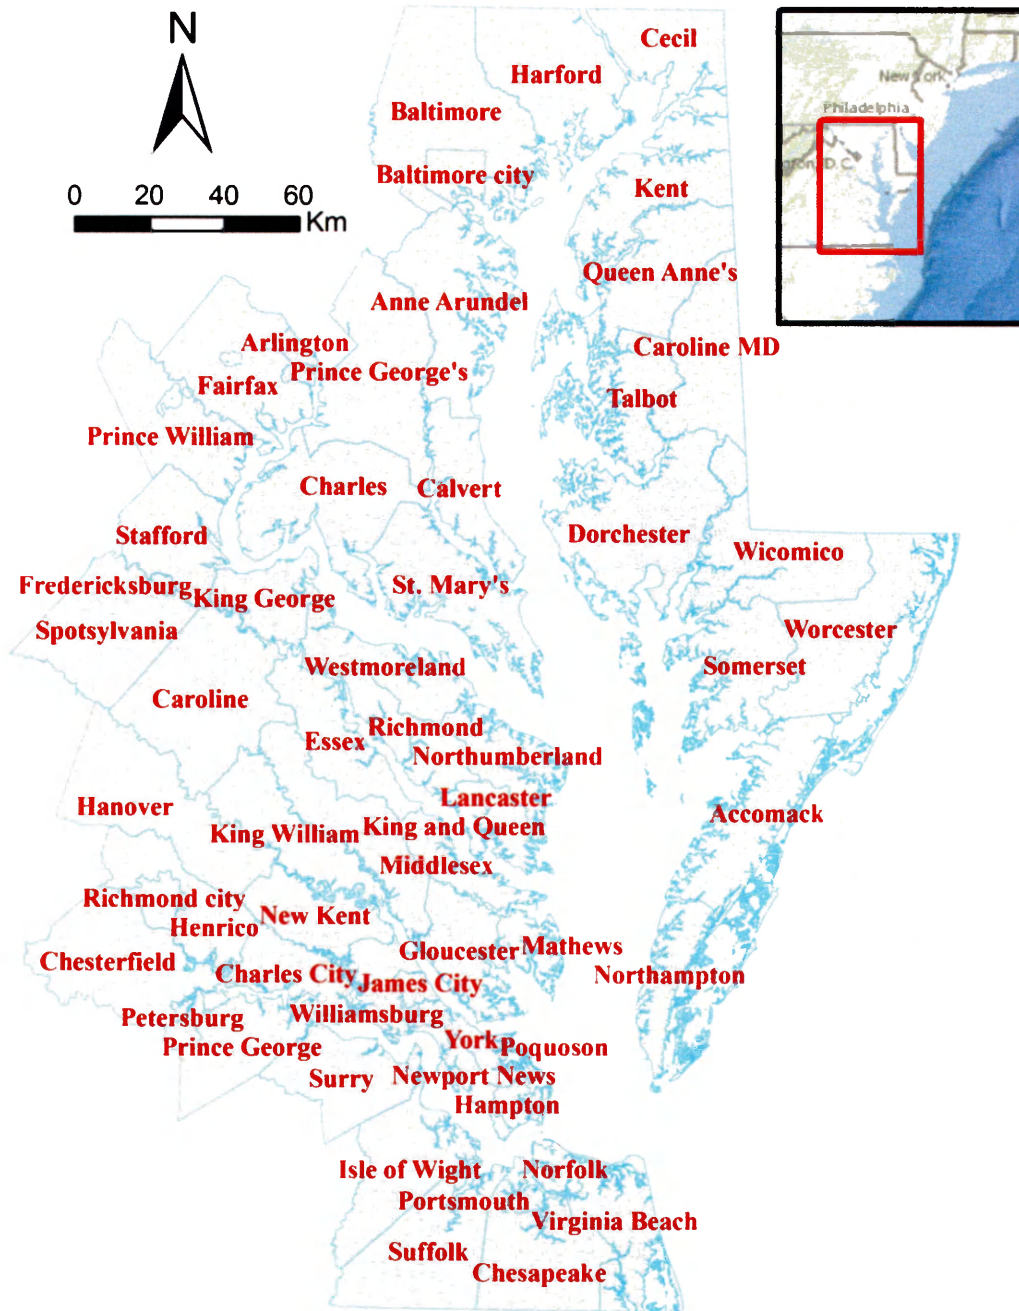 N
0 20 40 60
Km
Cecil
Harford
Baltimore
Baltimore city
Kent
New York
Philadelphia
D.C.
Queen Anne's
Anne Arundel
Arlington
Caroline MD
Prince George's
Fairfax
Talbot
Prince William
Charles
Calvert
Stafford
Dorchester
Wicomico
Fredericksburg
King George
St. Mary's
Spotsylvania
Worcester
Westmoreland
Somerset
Caroline
Richmond
Essex
Northumberland
Lancaster
Hanover
King William
King and Queen
Accomack
Middlesex
Richmond city
New Kent
Henrico
Gloucester
Mathews
Chesterfield
Charles City
James City
Northampton
Petersburg
Williamsburg
Prince George
York
Poquoson
Surry
Newport News
Hampton
Isle of Wight
Norfolk
Portsmouth
Virginia Beach
Suffolk
Chesapeake